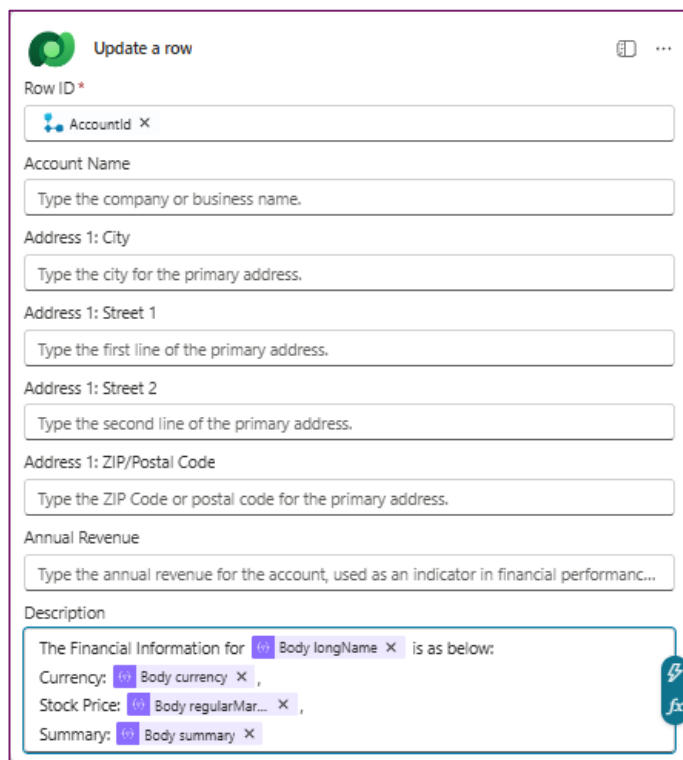 Update a row
Row ID *
AccountId ×
Account Name
Type the company or business name.
Address 1: City
Type the city for the primary address.
Address 1: Street 1
Type the first line of the primary address.
Address 1: Street 2
Type the second line of the primary address.
Address 1: ZIP/Postal Code
Type the ZIP Code or postal code for the primary address.
Annual Revenue
Type the annual revenue for the account, used as an indicator in financial performanc...
Description
The Financial Information for Body longName × is as below:
Currency: Body currency × ,
Stock Price: Body regularMar... × ,
Summary: Body summary ×
fx